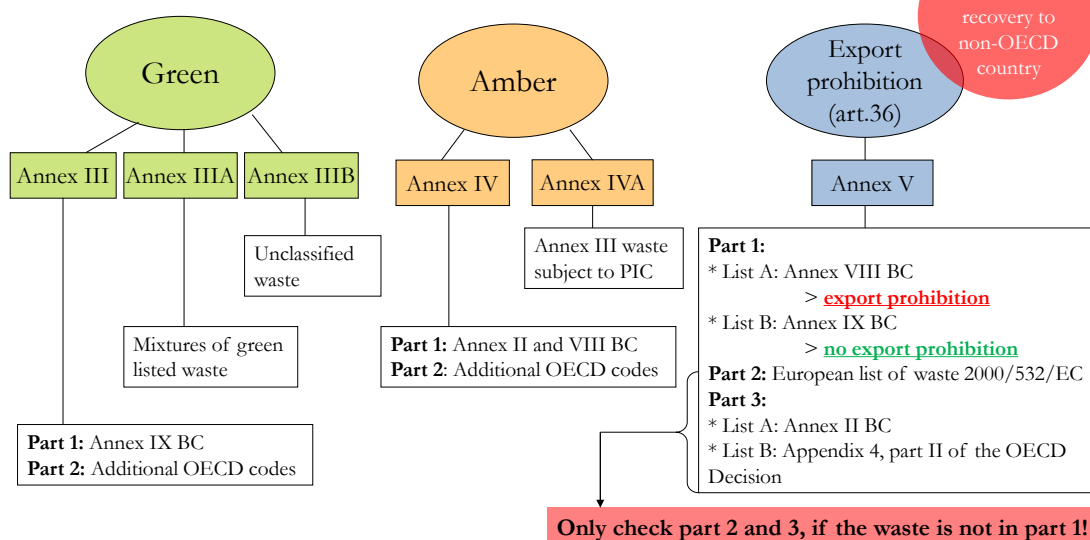 recovery to
non-OECD
country
Green
Amber
Export
prohibition
(art.36)
Annex III
Annex IIIA
Annex IIIB
Annex IV
Annex IVA
Annex V
Unclassified
waste
Annex III waste
subject to PIC
Mixtures of green
listed waste
Part 1: Annex II and VIII BC
Part 2: Additional OECD codes
Part 1: Annex IX BC
Part 2: Additional OECD codes
Part 1:
* List A: Annex VIII BC
> export prohibition
* List B: Annex IX BC
> no export prohibition
Part 2: European list of waste 2000/532/EC
Part 3:
* List A: Annex II BC
* List B: Appendix 4, part II of the OECD
Decision
Only check part 2 and 3, if the waste is not in part 1!